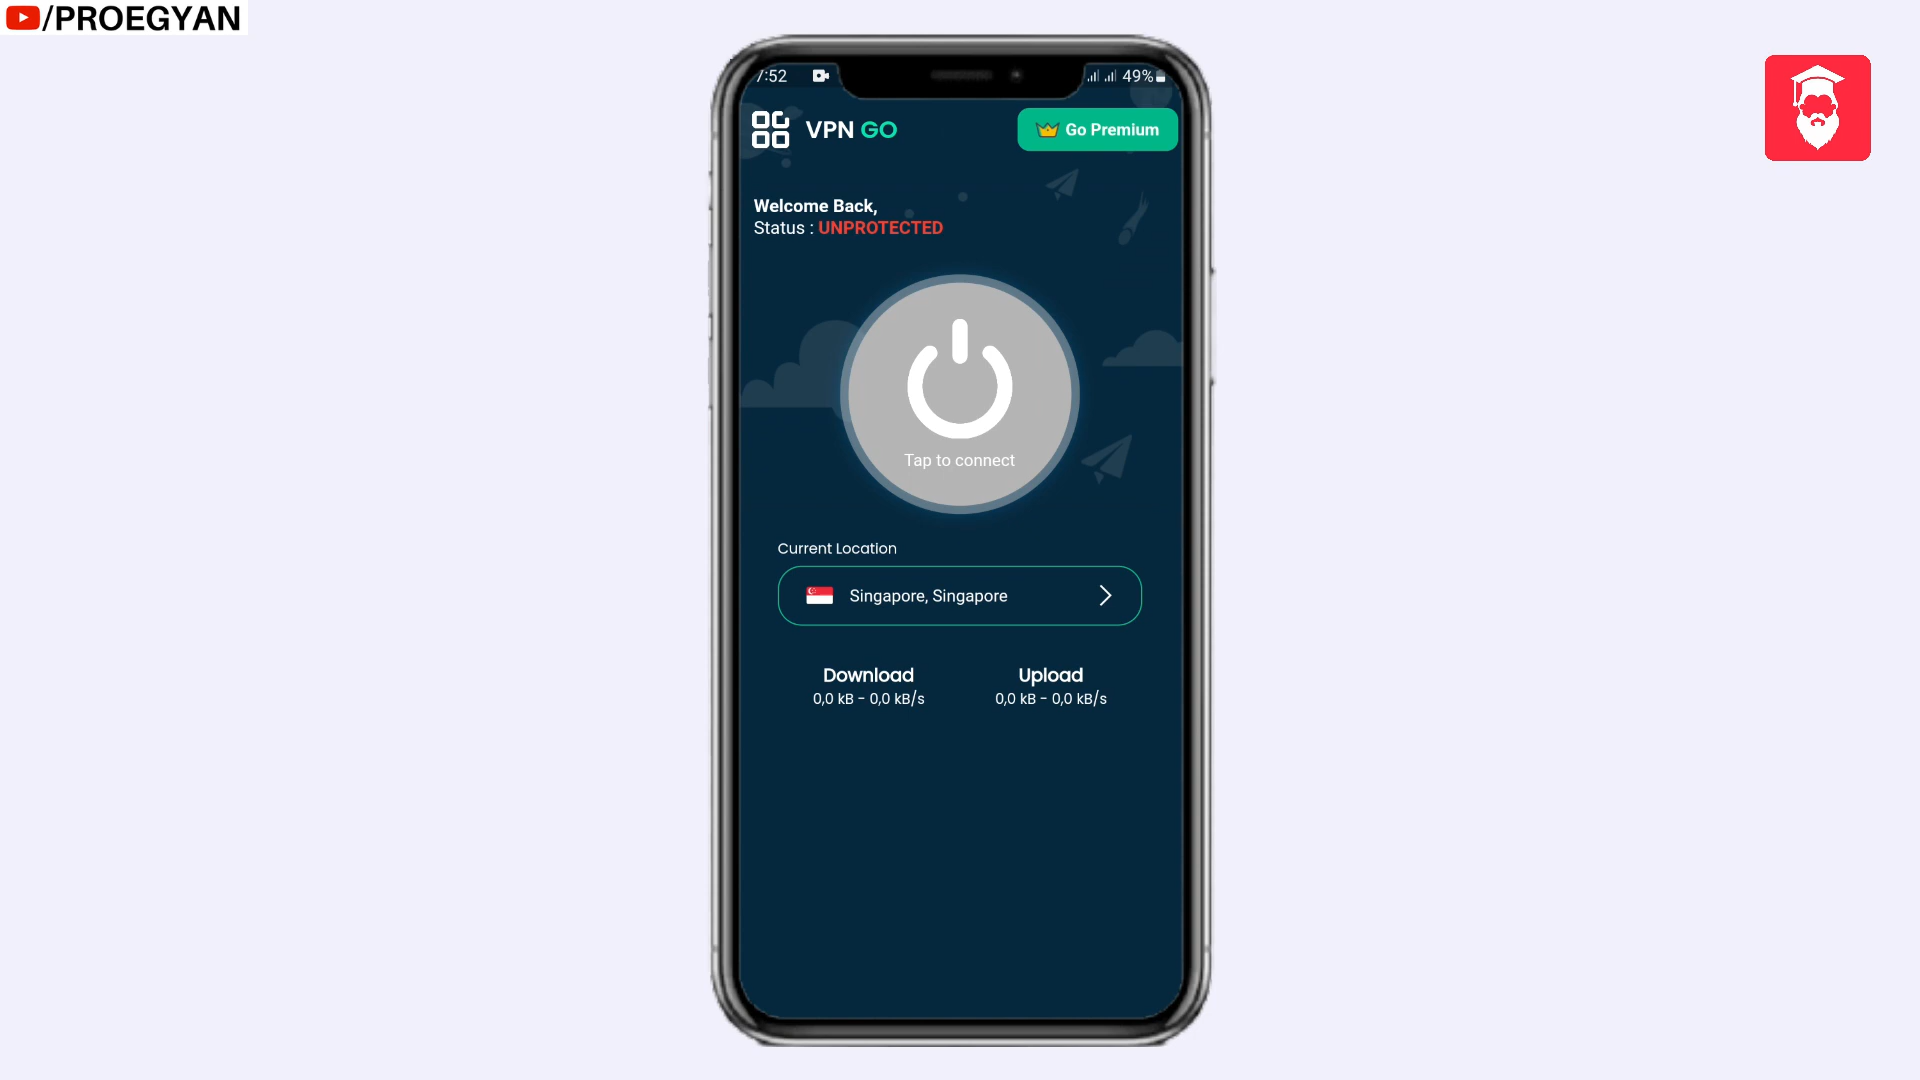 /PROEGYAN
7:52
49%
VPN GO
Go Premium
Welcome Back,
Status : UNPROTECTED
Tap to connect
Current Location
Singapore, Singapore
Download
Upload
0,0 kB - 0,0 kB/s
0,0 kB - 0,0 kB/s